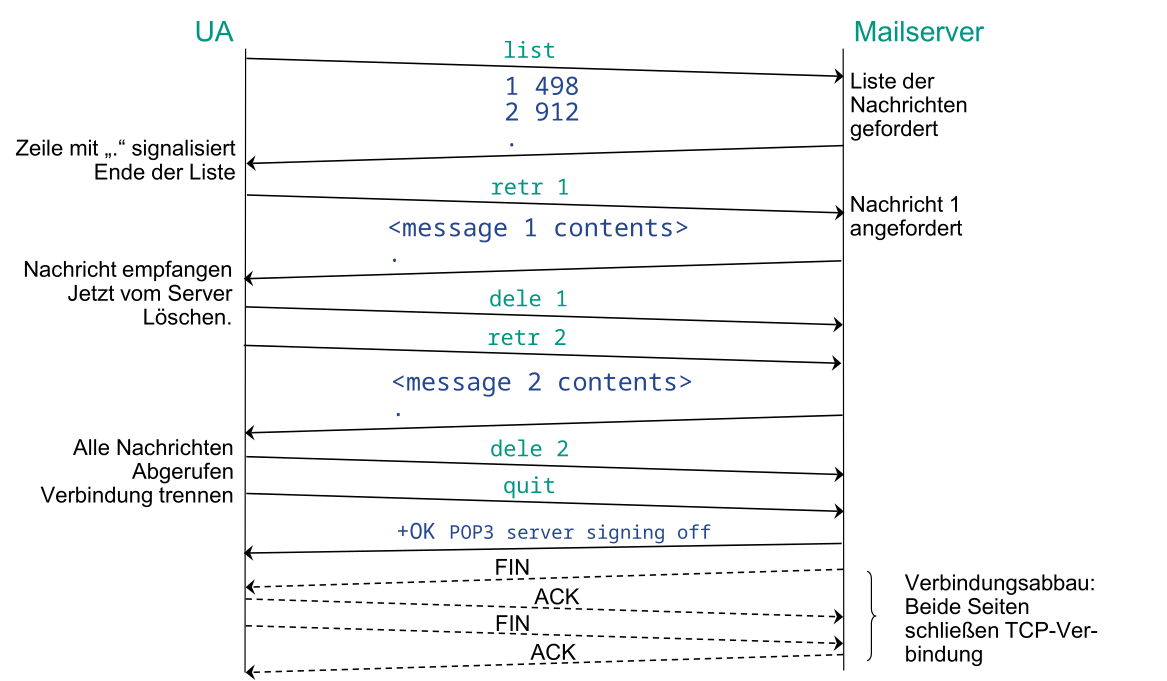 UA
Mailserver
list
1 498
2 912
.
Liste der
Nachrichten
gefordert
Zeile mit „.“ signalisiert
Ende der Liste
retr 1
Nachricht 1
angefordert
<message 1 contents>
.
Nachricht empfangen
Jetzt vom Server
Löschen.
dele 1
retr 2
<message 2 contents>
.
Alle Nachrichten
Abgerufen
Verbindung trennen
dele 2
quit
+OK POP3 server signing off
FIN
ACK
FIN
ACK
Verbindungsabbau:
Beide Seiten
schließen TCP-Ver-
bindung